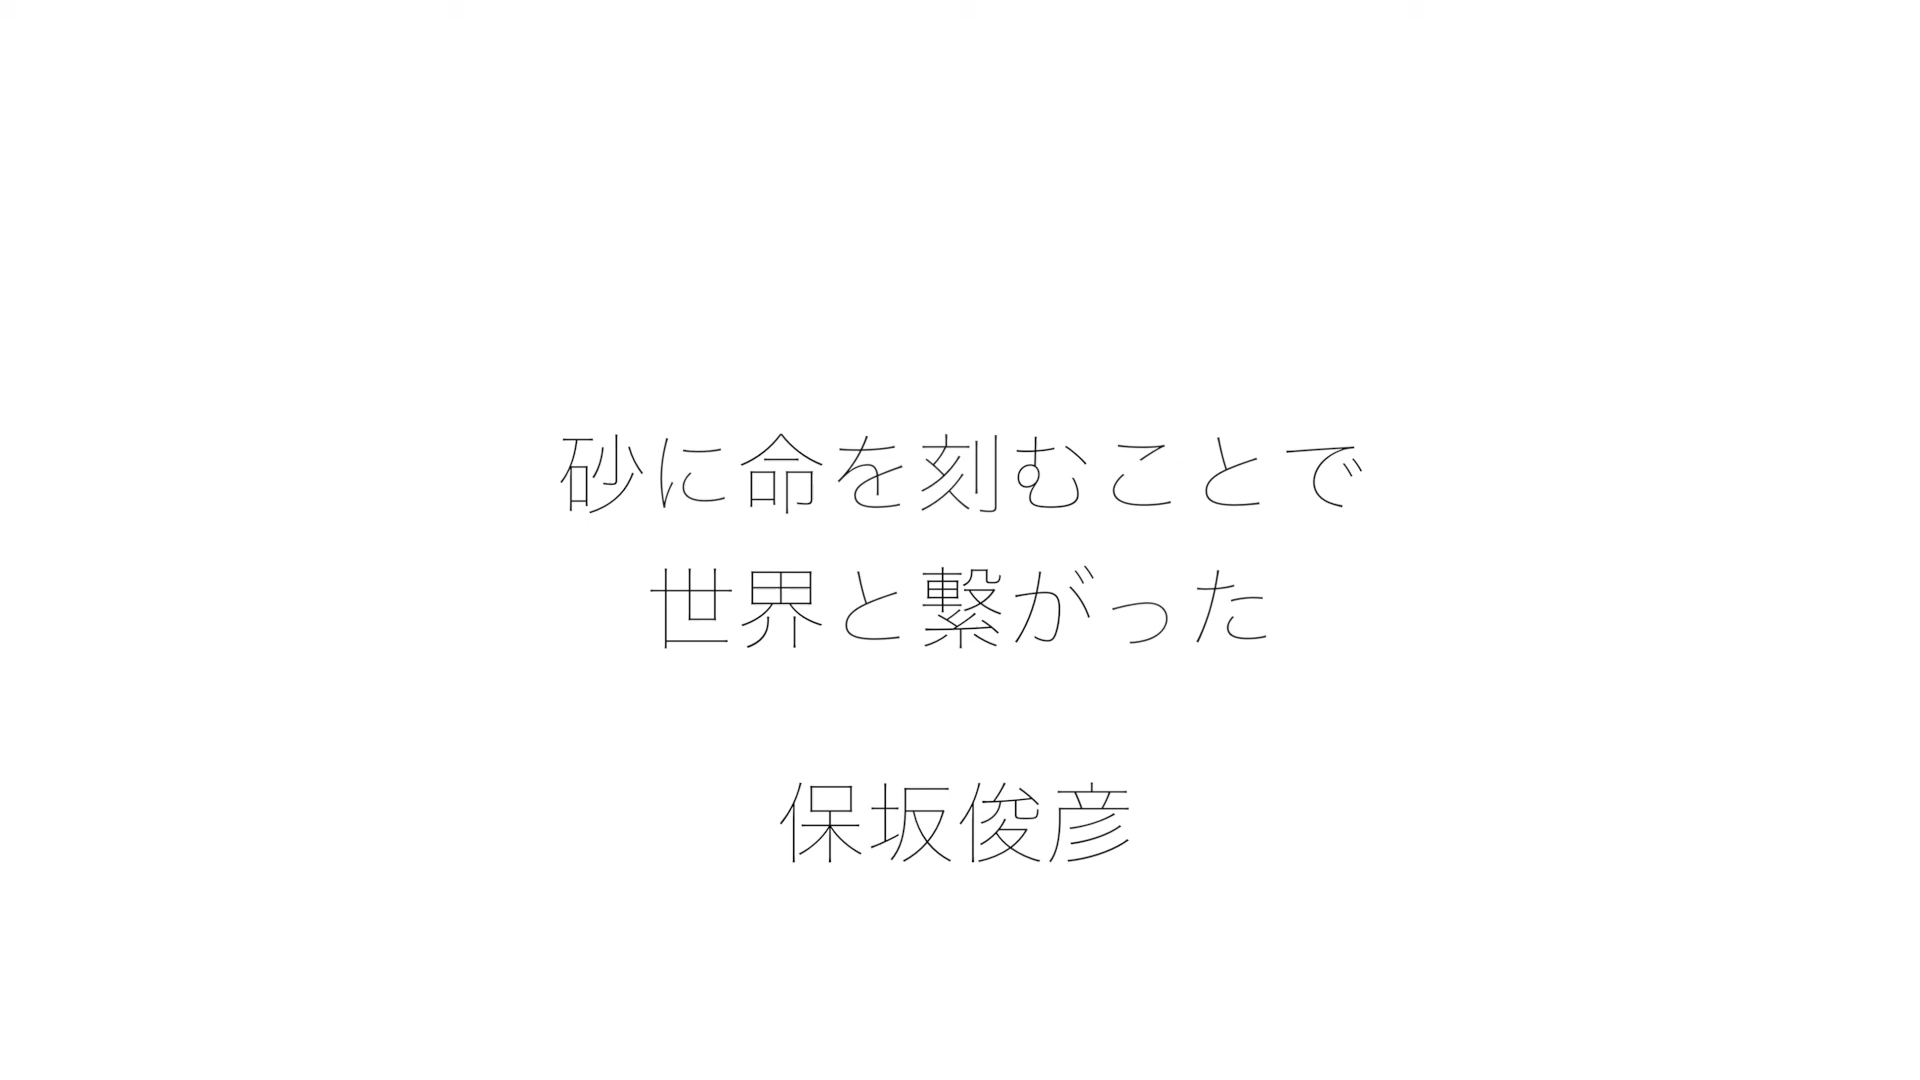 砂に命を刻むことで
世界と繋がった
保坂俊彦